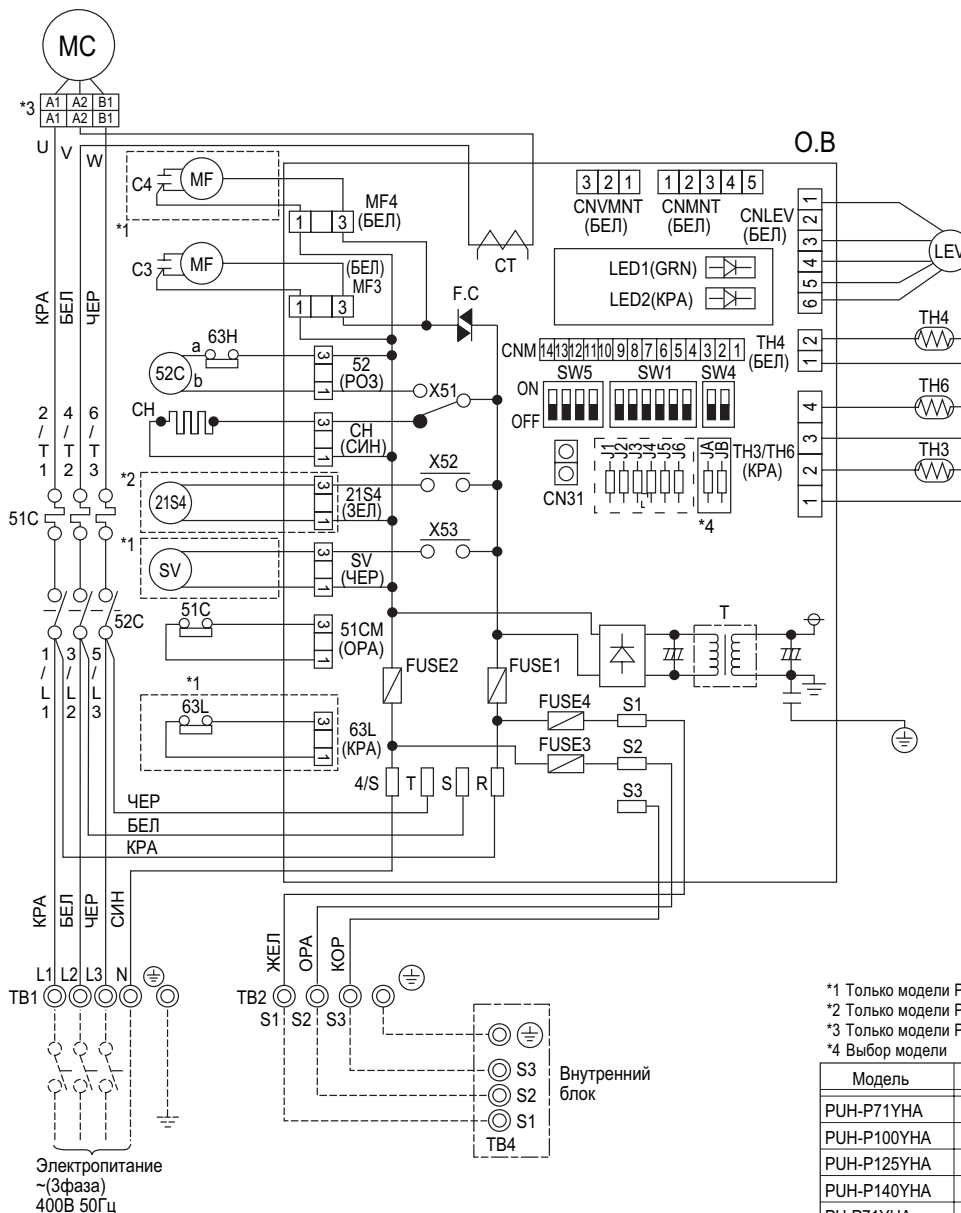 MC
*3 A1 A2 B1
A1 A2 B1
U V W
O.B
C4 MF
*1
1 3
MF4
(БЕЛ)
C3 MF
(БЕЛ)
MF3
1 3
CT
3 2 1
CNVMNT
(БЕЛ)
1 2 3 4 5
CNMNT
(БЕЛ)
CNLEV
(БЕЛ)
1
2
3
4
5
6
LEV
LED1(GRN)
LED2(КРА)
F.C
КРА
БЕЛ
ЧЕР
a 63H
52C b
3
1
52
(РОЗ)
X51
CNM 14 13 12 11 10 9 8 7 6 5 4 3 2 1
TH4
(БЕЛ)
2
1
TH4
SW5 SW1 SW4
ON
OFF
CH
3
1
CH
(СИН)
4
3
2
1
TH6
TH3/TH6
(КРА)
TH3
CN31
J1 J2 J3 J4 J5 J6
JA JB
*4
2/T1
4/T2
6/T3
*2
21S4
3
1
21S4
(ЗЕЛ)
X52
51C
*1
SV
3
1
SV
(ЧЕР)
X53
52C
51C
3
1
51CM
(ОРА)
T
1/L1
3/L2
5/L3
*1
63L
3
1
63L
(КРА)
FUSE2 FUSE1
FUSE4 S1
FUSE3 S2
S3
4/S T S R
ЧЕР
БЕЛ
КРА
КРА
БЕЛ
ЧЕР
СИН
ЖЕЛ
ОРА
КОР
L1 L2 L3 N
TB1
TB2
S1 S2 S3
S3
S2
S1
TB4
Внутренний
блок
Электропитание
~(3фаза)
400В 50Гц
*1 Только модели
*2 Только модели
*3 Только модели
*4 Выбор модели
Модель
PUH-P71YHA
PUH-P100YHA
PUH-P125YHA
PUH-P140YHA